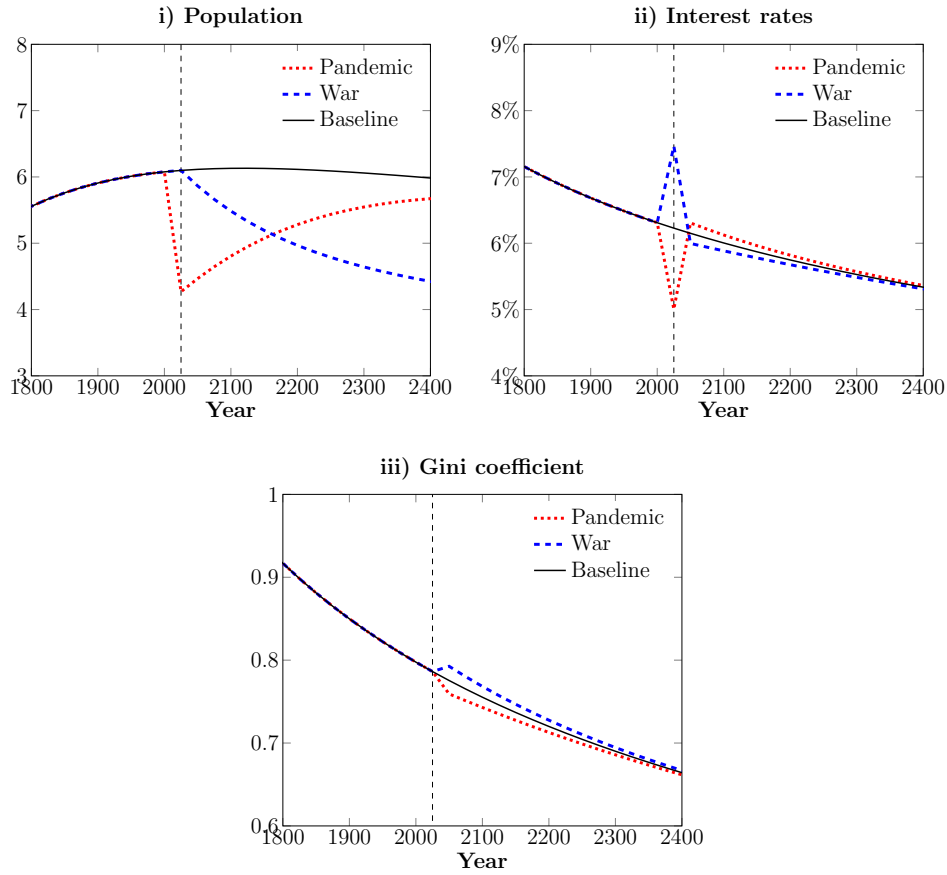 i) Population
8
7
6
5
4
3
1800 1900 2000 2100 2200 2300 2400
Year
Pandemic
War
Baseline
ii) Interest rates
9%
8%
7%
6%
5%
4%
1800 1900 2000 2100 2200 2300 2400
Year
Pandemic
War
Baseline
iii) Gini coefficient
1
0.9
0.8
0.7
0.6
1800 1900 2000 2100 2200 2300 2400
Year
Pandemic
War
Baseline